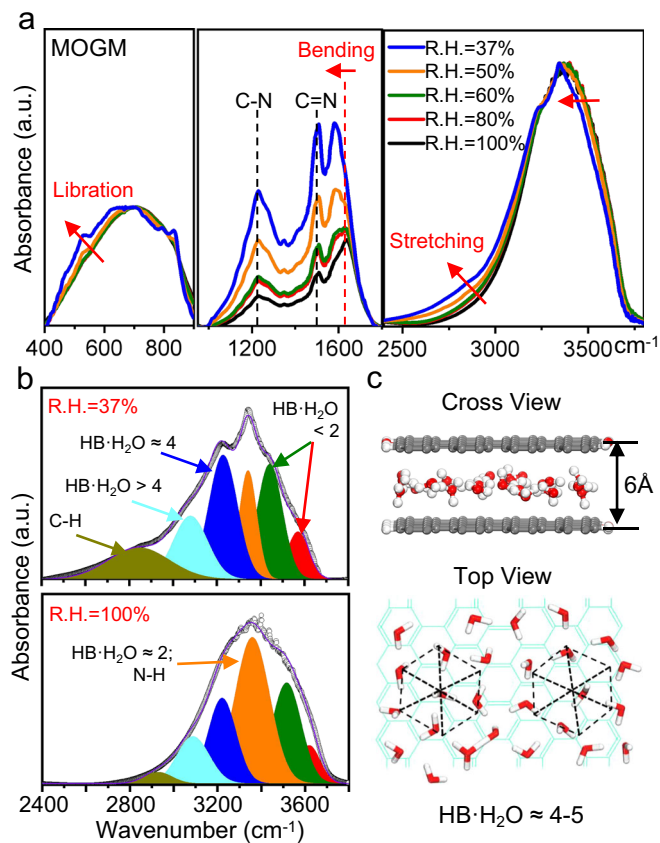 a
MOGM
Libration
C-N
C=N
Bending
R.H.=37%
R.H.=50%
R.H.=60%
R.H.=80%
R.H.=100%
Stretching
Absorbance (a.u.)
400 600 800 1200 1600 2500 3000 3500 cm-1
b
R.H.=37%
HB·H₂O ≈ 4
HB·H₂O > 4
C-H
HB·H₂O
< 2
R.H.=100%
HB·H₂O ≈ 2;
N-H
Absorbance (a.u.)
2400 2800 3200 3600
Wavenumber (cm⁻¹)
c
Cross View
6Å
Top View
HB·H₂O ≈ 4-5